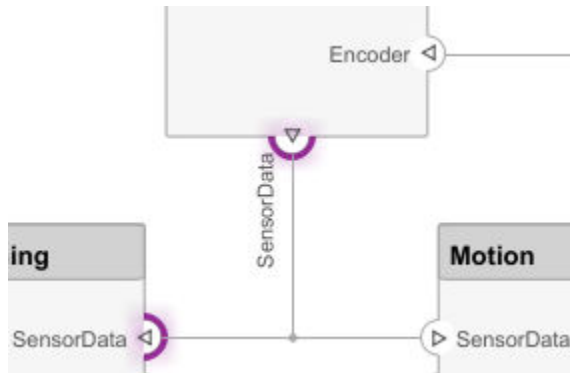 Encoder
SensorData
ing
Motion
SensorData
SensorData